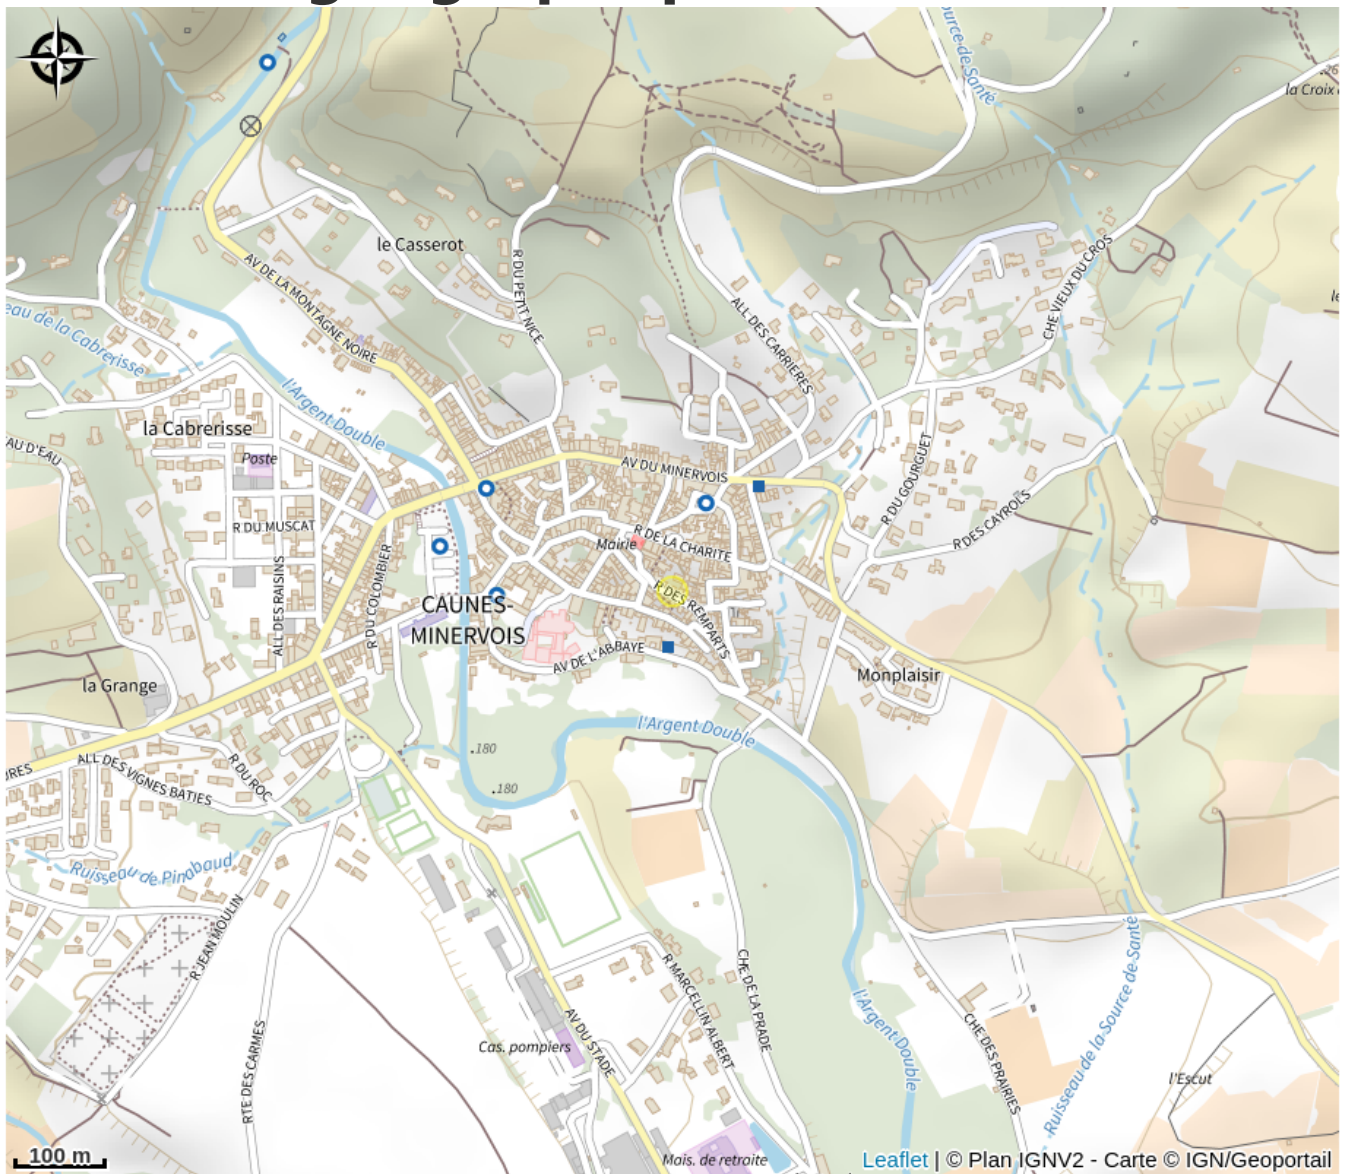 ource de Santé
la Croix
le Casserot
R DU PETIT NICE
AV DE LA MONTAGNE NOIRE
ALL DES CARRIERES
CHE VIEUX DU CROS
eau de la Cabrerisse
l'Argent Double
la Cabrerisse
AU D'EAU
Poste
AV DU MINERVOIS
R DU GOURGUET
R DES CAYROLS
R DU MUSCAT
R DE LA CHARITE
Mairie
ALL DES RAISINS
R DU COLOMBIER
R DES REMPARTS
CAUNES-
MINERVOIS
AV DE L'ABBAYE
Monplaisir
la Grange
l'Argent Double
.180
.180
URES
ALL DES VIGNES BATIES
R DU ROC
Ruisseau de Pinabaud
R JEAN MOULIN
RTE DES CARMES
Cas. pompiers
AV DU STADE
R MARCELLIN ALBERT
CHE DE LA PRADE
l'Argent Double
CHE DES PRAIRIES
Ruisseau de la Source de Santé
l'Escut
Mais. de retraite
100 m
Leaflet | © Plan IGNV2 - Carte © IGN/Geoportail